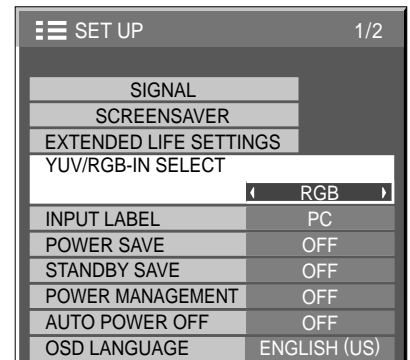 SET UP 1/2
SIGNAL
SCREENSAVER
EXTENDED LIFE SETTINGS
YUV/RGB-IN SELECT
RGB
INPUT LABEL PC
POWER SAVE OFF
STANDBY SAVE OFF
POWER MANAGEMENT OFF
AUTO POWER OFF OFF
OSD LANGUAGE ENGLISH (US)